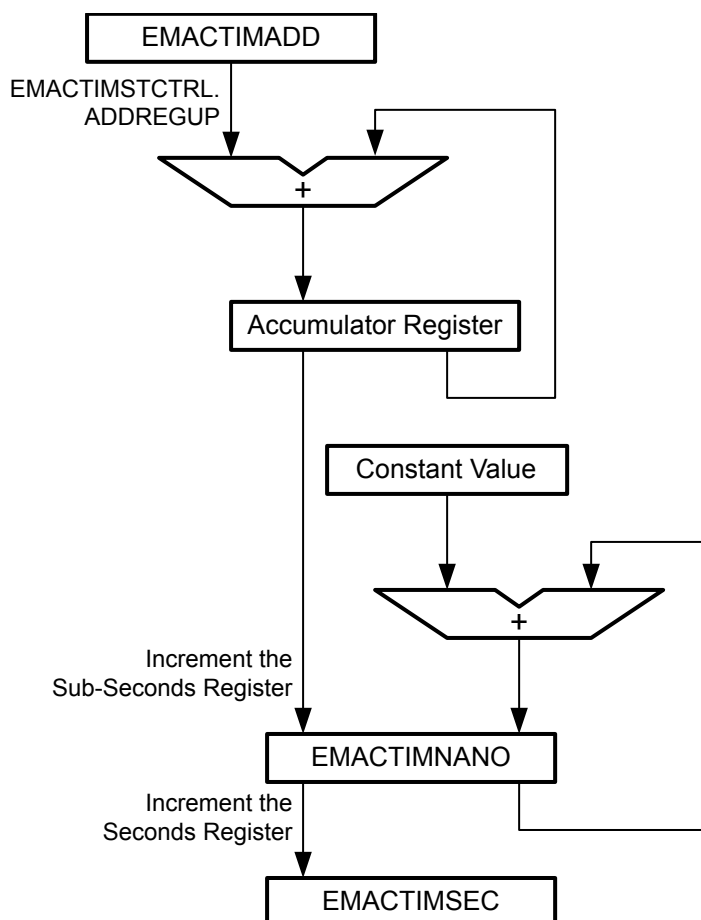 EMACTIMADD
EMACTIMSTCTRL.
ADDREGUP
+
Accumulator Register
Constant Value
+
Increment the
Sub-Seconds Register
EMACTIMNANO
Increment the
Seconds Register
EMACTIMSEC